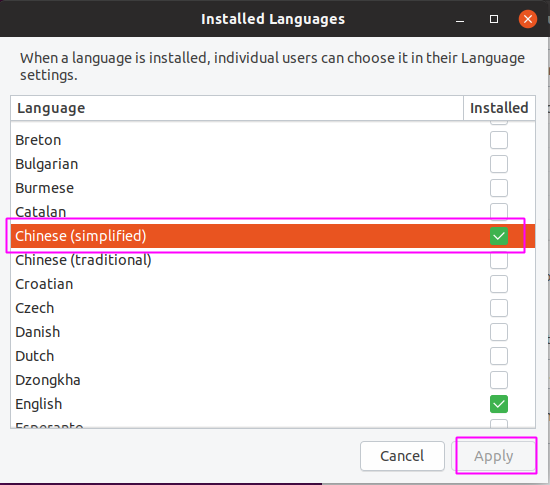 Installed Languages
When a language is installed, individual users can choose it in their Language
settings.
Language Installed
Breton
Bulgarian
Burmese
Catalan
Chinese (simplified)
Chinese (traditional)
Croatian
Czech
Danish
Dutch
Dzongkha
English
Esperanto
Cancel Apply